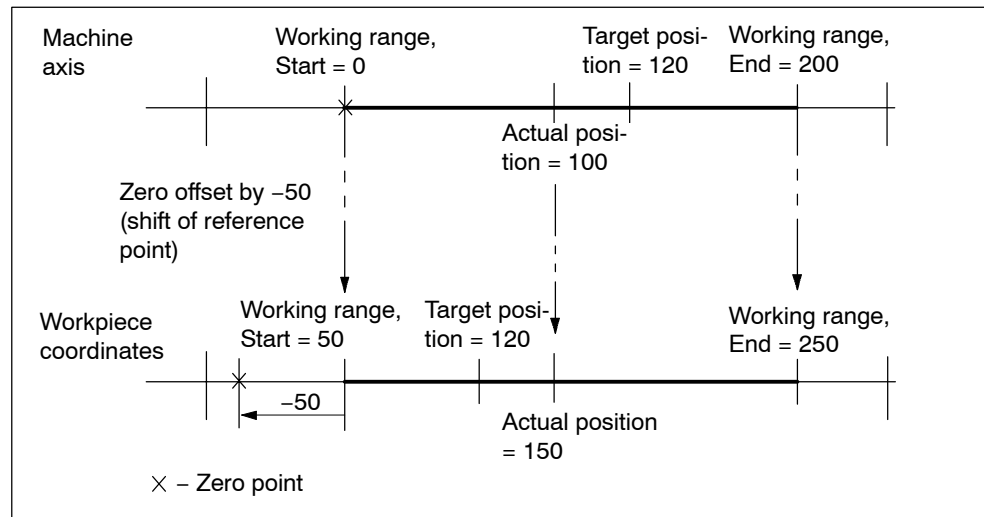 Machine
axis
Working range,
Start = 0
Target posi-
tion = 120
Working range,
End = 200
Actual posi-
tion = 100
Zero offset by −50
(shift of reference
point)
Workpiece
coordinates
Working range,
Start = 50
Target posi-
tion = 120
Working range,
End = 250
−50
Actual position
= 150
× − Zero point